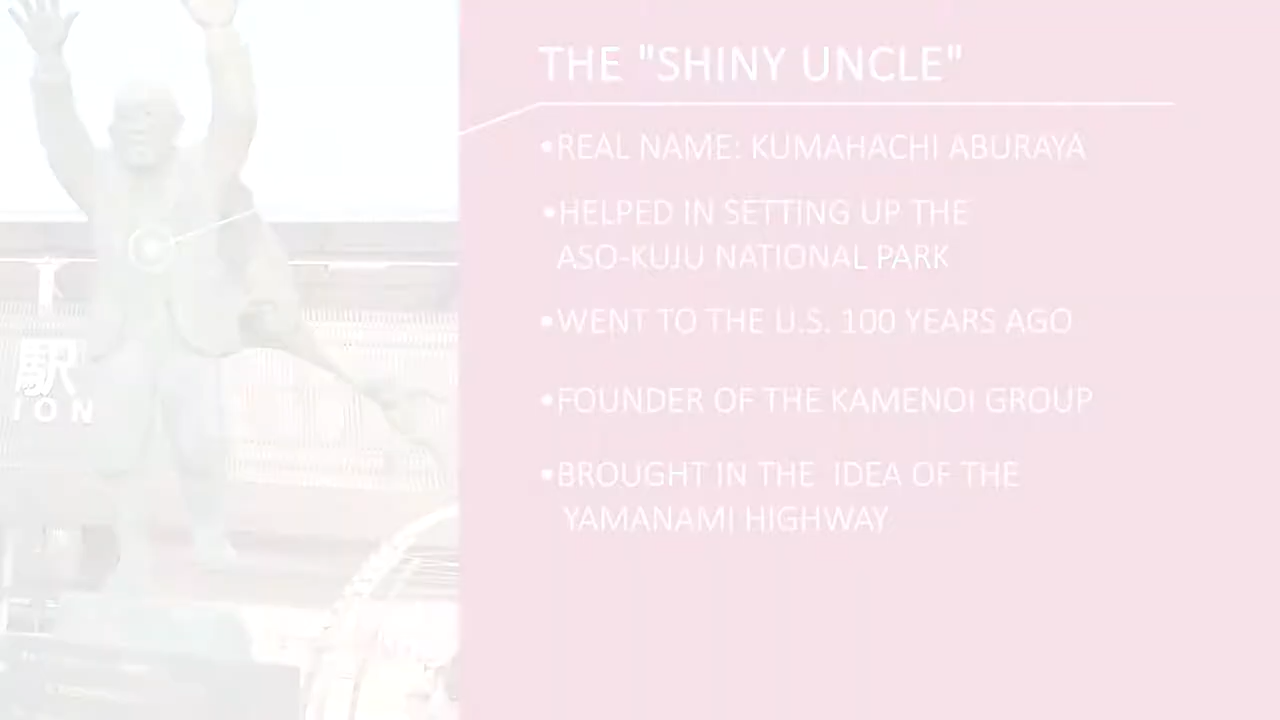 THE "SHINY UNCLE"
•REAL NAME: KUMAHACHI ABURAYA
•HELPED IN SETTING UP THE
ASO-KUJU NATIONAL PARK
•WENT TO THE U.S. 100 YEARS AGO
•FOUNDER OF THE KAMENOI GROUP
•BROUGHT IN THE IDEA OF THE
YAMANAMI HIGHWAY
駅
ION